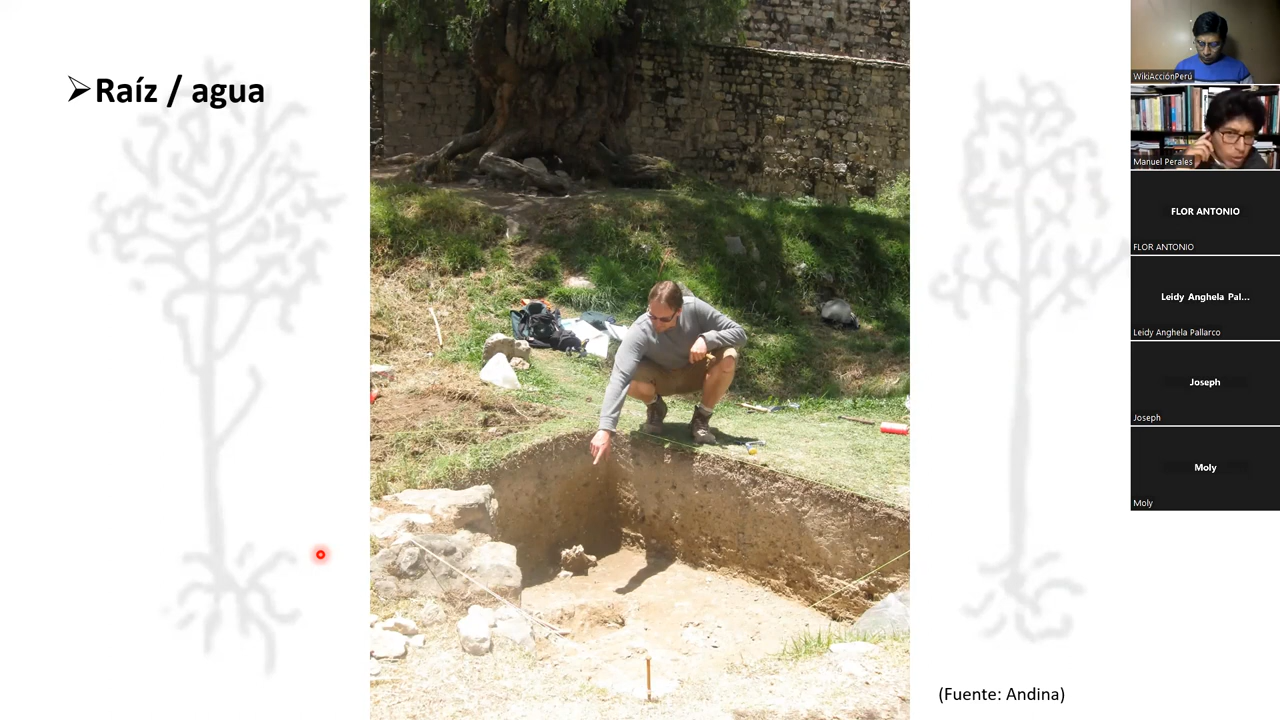 ➢Raíz / agua
(Fuente: Andina)
WikiAcciónPerú
Manuel Perales
FLOR ANTONIO
FLOR ANTONIO
Leidy Anghela Pal...
Leidy Anghela Pallarco
Joseph
Joseph
Moly
Moly